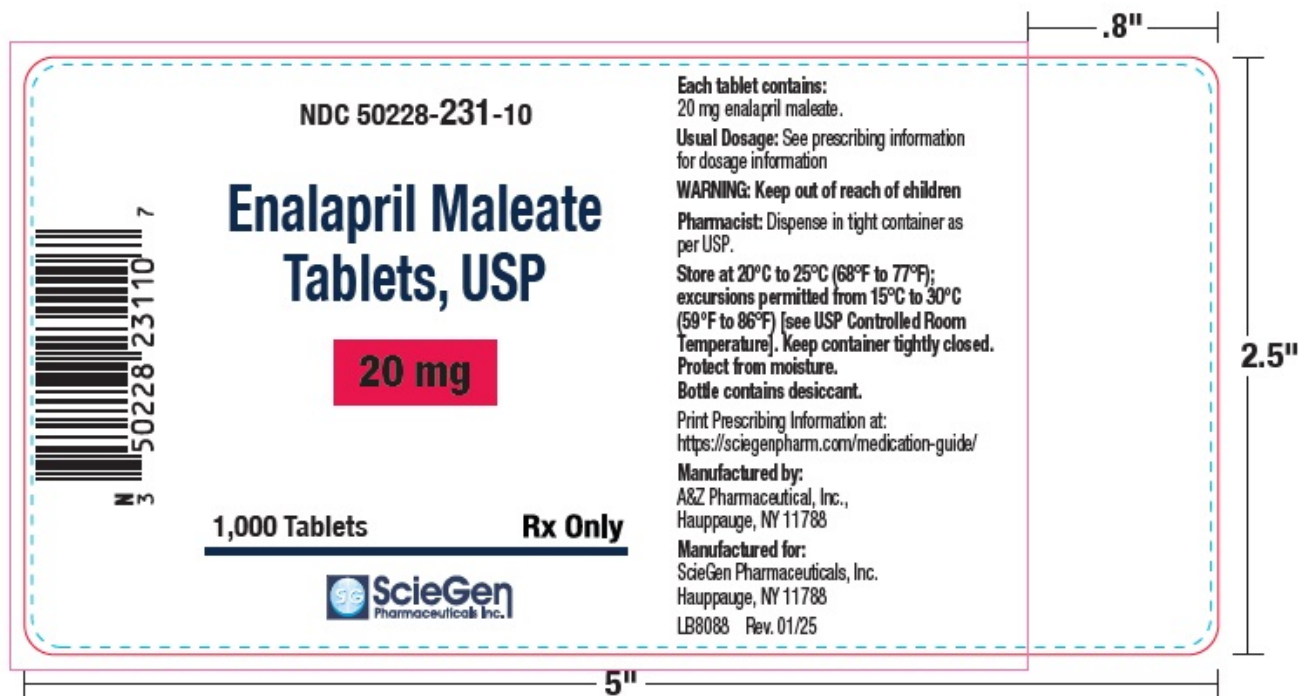 .8"
NDC 50228-231-10
Enalapril Maleate
Tablets, USP
20 mg
1,000 Tablets Rx Only
SG ScieGen
Pharmaceuticals Inc.
N
3 50228 23110 7
Each tablet contains:
20 mg enalapril maleate.
Usual Dosage: See prescribing information
for dosage information
WARNING: Keep out of reach of children
Pharmacist: Dispense in tight container as
per USP.
Store at 20°C to 25°C (68°F to 77°F);
excursions permitted from 15°C to 30°C
(59°F to 86°F) [see USP Controlled Room
Temperature]. Keep container tightly closed.
Protect from moisture.
Bottle contains desiccant.
Print Prescribing Information at:
https://sciegenpharm.com/medication-guide/
Manufactured by:
A&Z Pharmaceutical, Inc.,
Hauppauge, NY 11788
Manufactured for:
ScieGen Pharmaceuticals, Inc.
Hauppauge, NY 11788
LB8088 Rev. 01/25
2.5"
5"